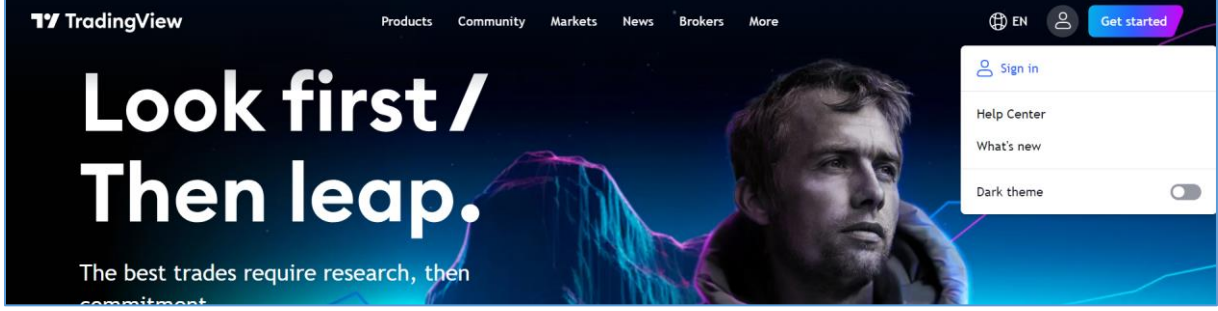 TradingView
Products Community Markets News Brokers More
EN
Get started
Sign in
Help Center
What's new
Dark theme
Look first/
Then leap.
The best trades require research, then
commitment.